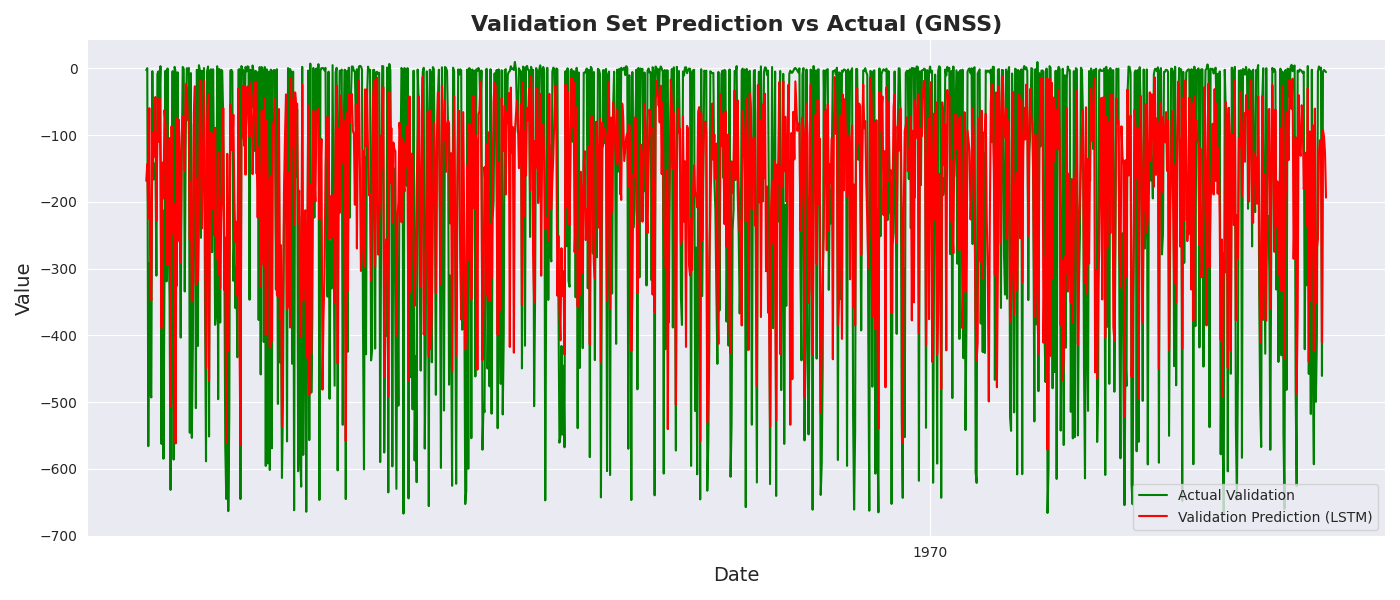 Validation Set Prediction vs Actual (GNSS)
0
−100
−200
−300
−400
−500
−600
−700
Value
1970
Date
Actual Validation
Validation Prediction (LSTM)